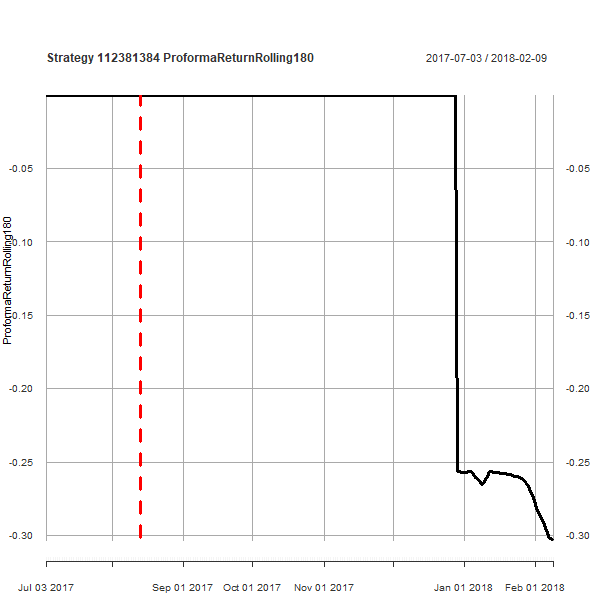 Strategy 112381384 ProformaReturnRolling180
2017-07-03 / 2018-02-09
ProformaReturnRolling180
-0.05 -0.05
-0.10 -0.10
-0.15 -0.15
-0.20 -0.20
-0.25 -0.25
-0.30 -0.30
Jul 03 2017 Sep 01 2017 Oct 01 2017 Nov 01 2017 Jan 01 2018 Feb 01 2018